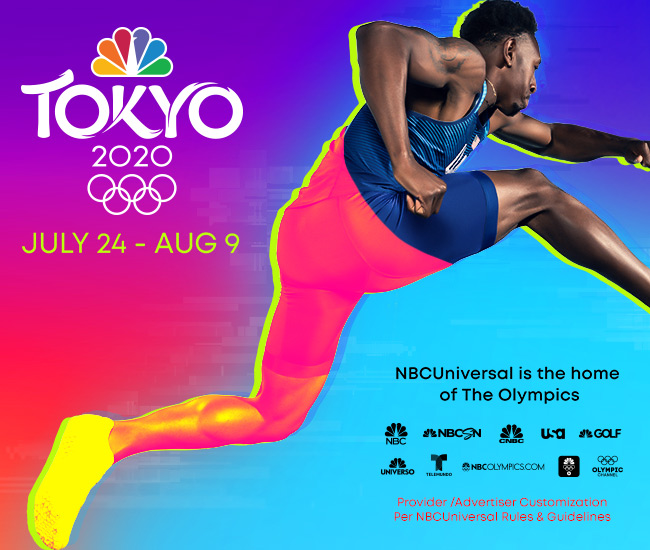 TOKYO
2020
JULY 24 - AUG 9
NBCUniversal is the home
of The Olympics
NBC NBCSN CNBC USA GOLF
UNIVERSO TELEMUNDO NBCOLYMPICS.COM OLYMPIC CHANNEL
Provider /Advertiser Customization
Per NBCUniversal Rules & Guidelines